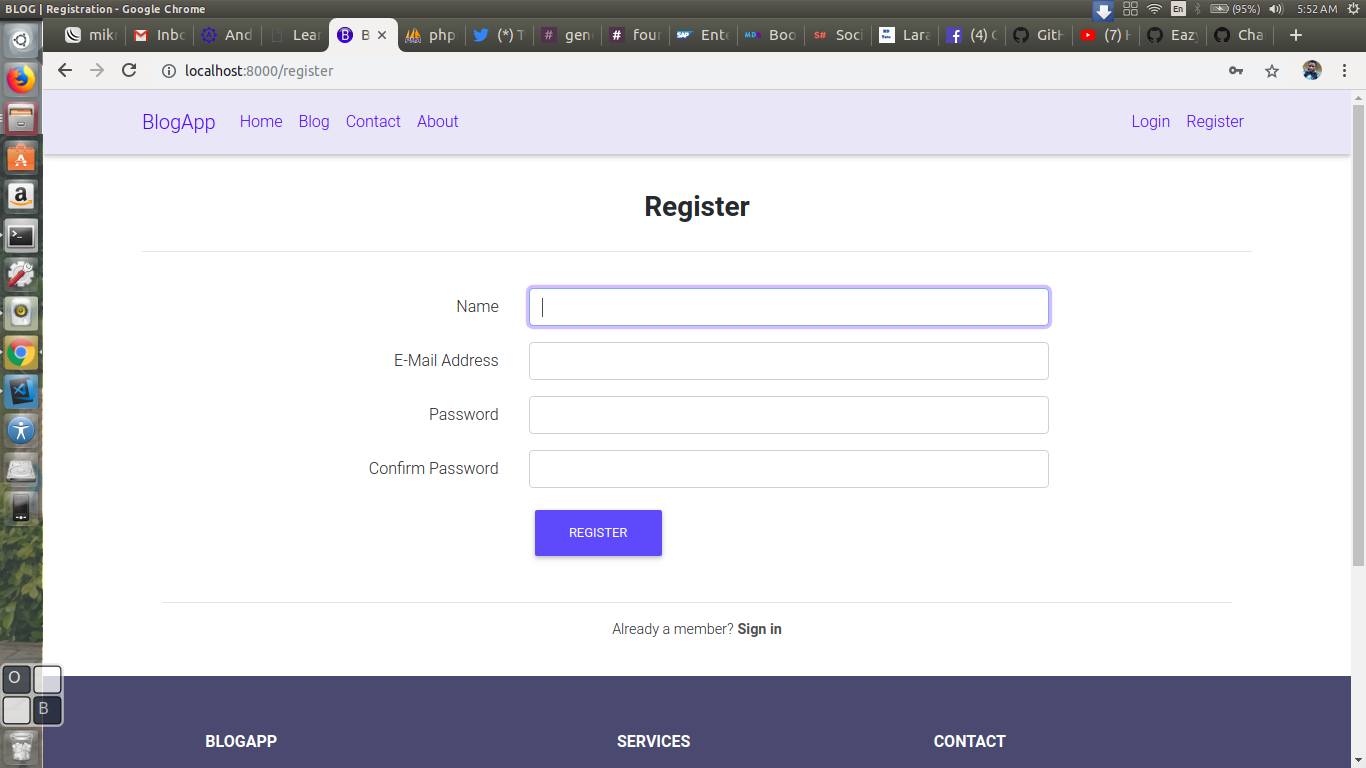 BLOG | Registration - Google Chrome
En (95%) 5:52 AM
mikr Inbo And Lear B php (*) T gen four Ente Boo Soci Lara (4) GitH (7) Eazy Cha
localhost:8000/register
BlogApp Home Blog Contact About Login Register
Register
Name
E-Mail Address
Password
Confirm Password
REGISTER
Already a member? Sign in
O
B
BLOGAPP SERVICES CONTACT